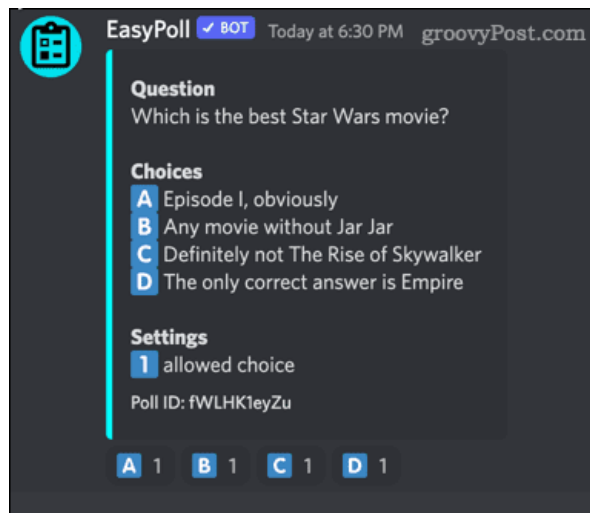 EasyPoll ✓ BOT Today at 6:30 PM groovyPost.com
Question
Which is the best Star Wars movie?
Choices
A Episode I, obviously
B Any movie without Jar Jar
C Definitely not The Rise of Skywalker
D The only correct answer is Empire
Settings
1 allowed choice
Poll ID: fWLHK1eyZu
A 1 B 1 C 1 D 1